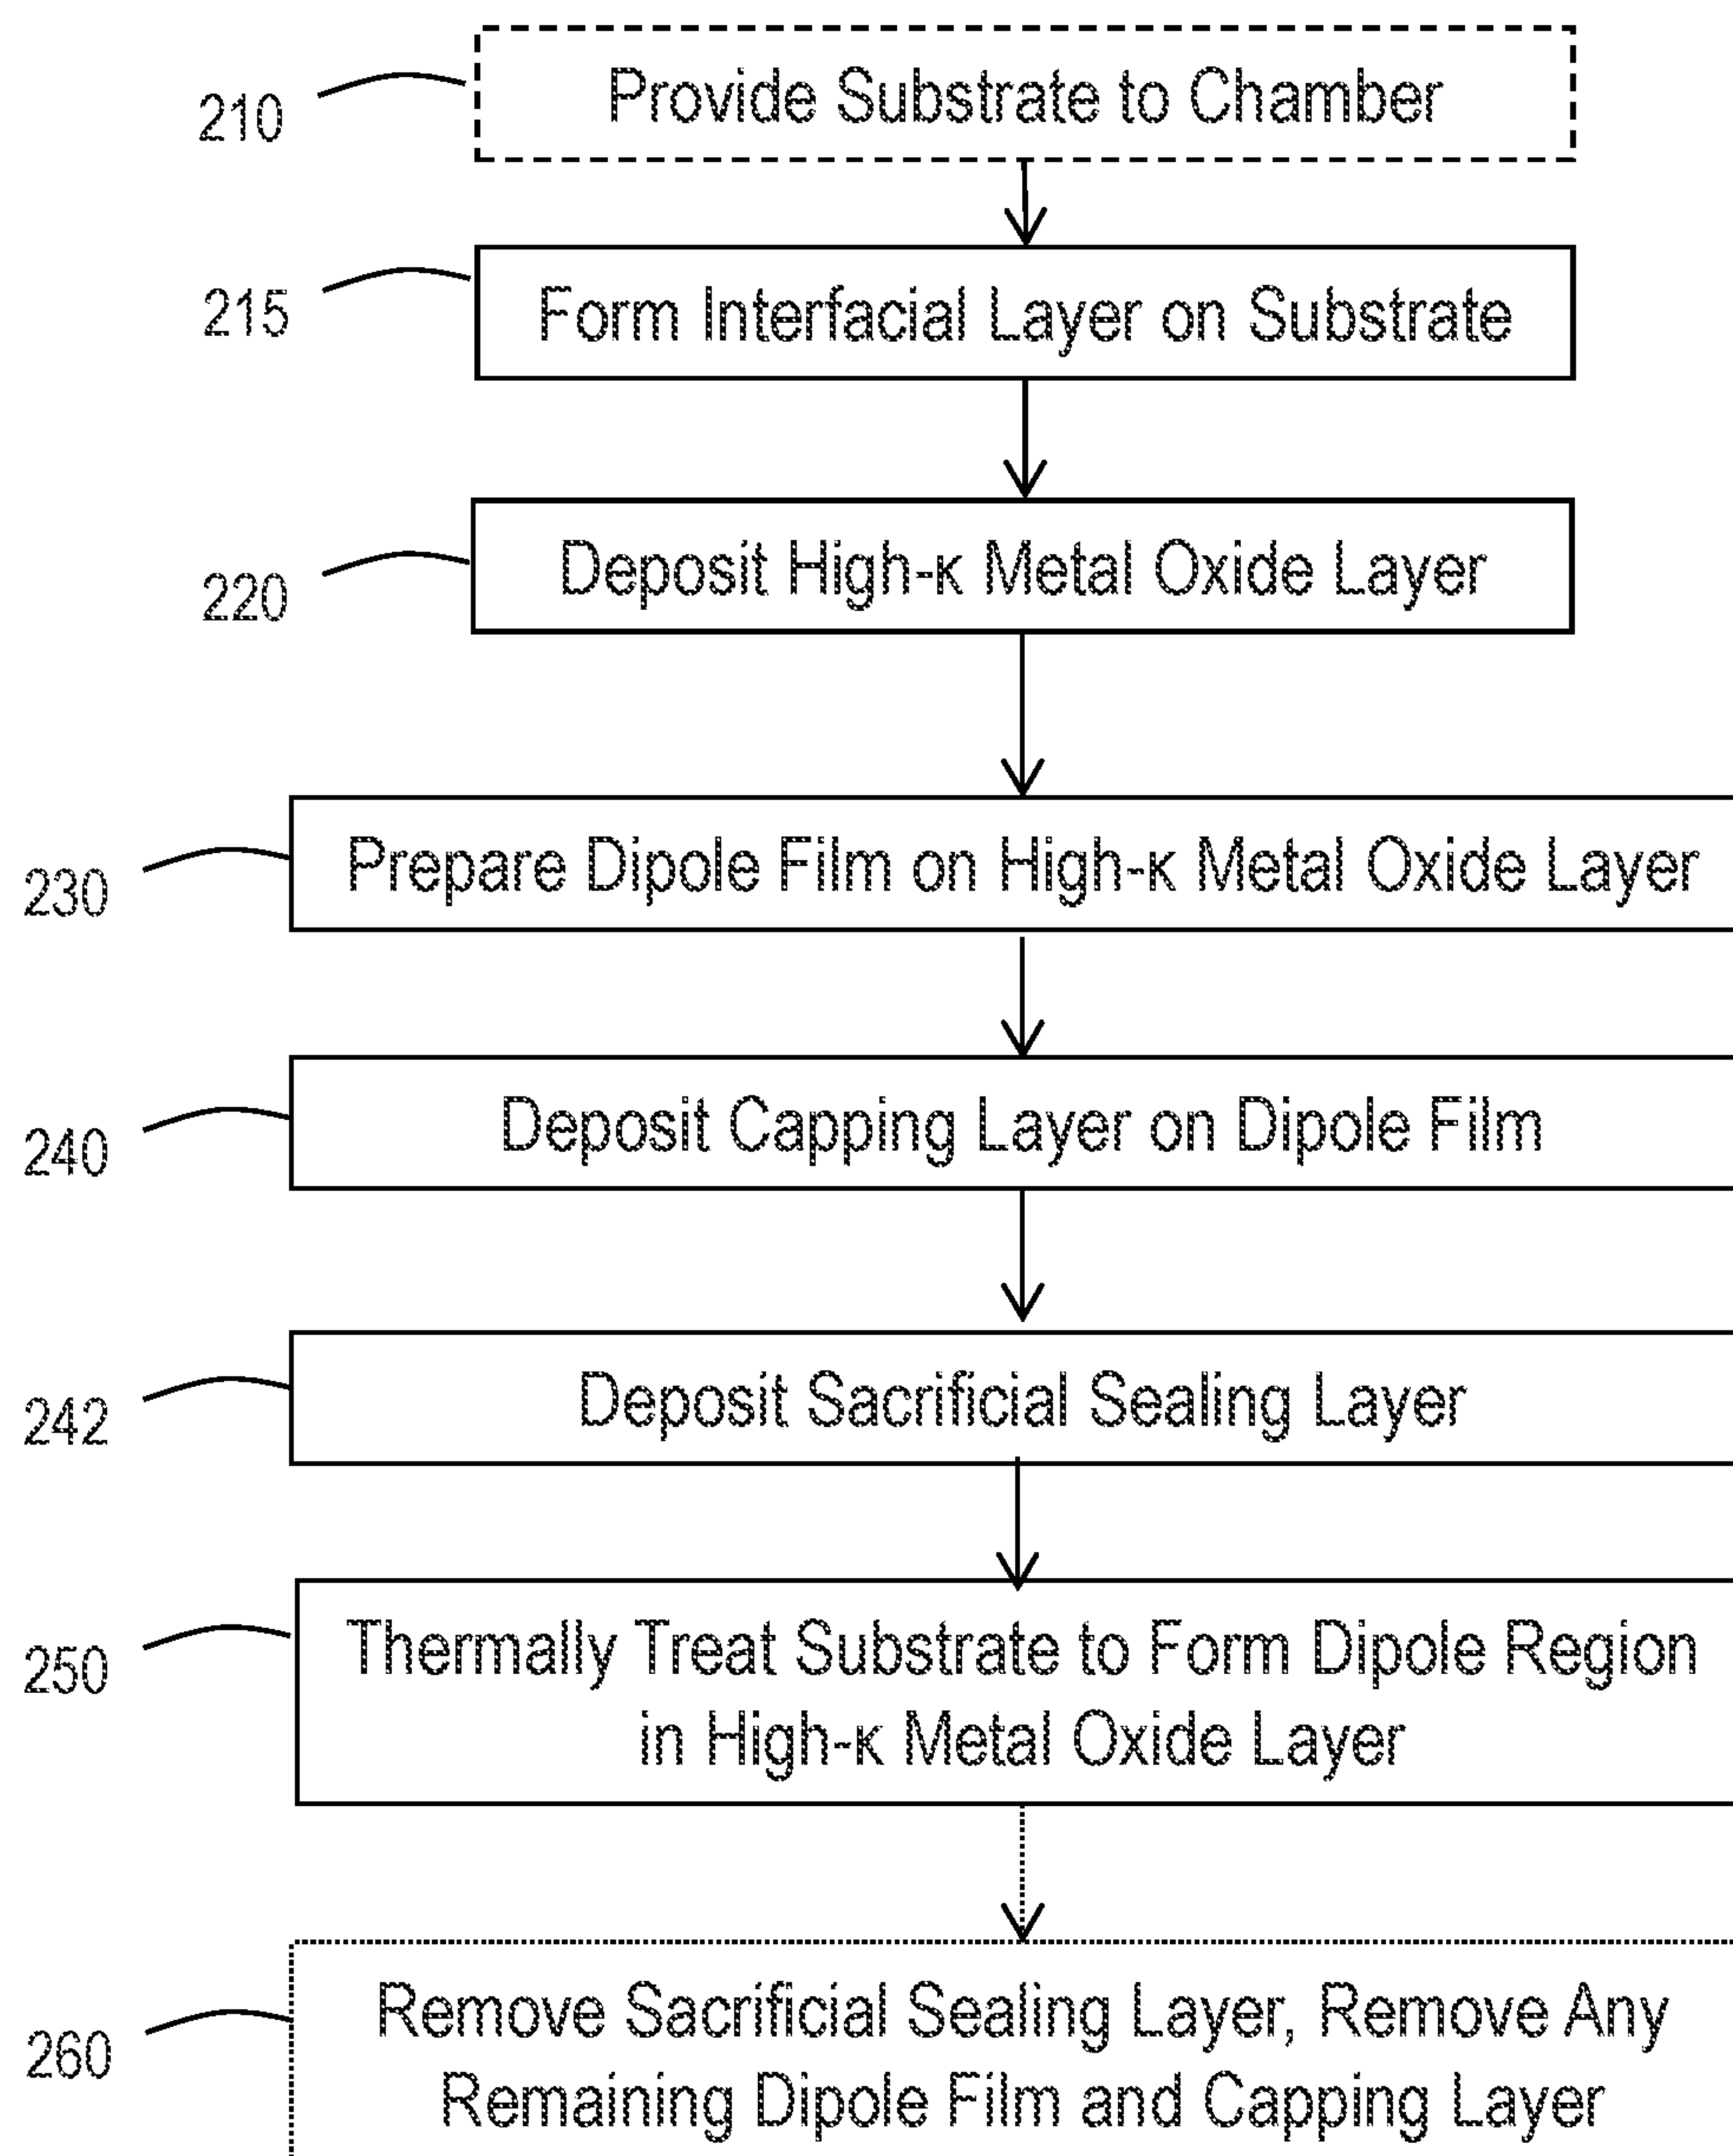 210
Provide Substrate to Chamber
215
Form Interfacial Layer on Substrate
220
Deposit High-κ Metal Oxide Layer
230
Prepare Dipole Film on High-κ Metal Oxide Layer
240
Deposit Capping Layer on Dipole Film
242
Deposit Sacrificial Sealing Layer
250
Thermally Treat Substrate to Form Dipole Region
in High-κ Metal Oxide Layer
260
Remove Sacrificial Sealing Layer, Remove Any
Remaining Dipole Film and Capping Layer